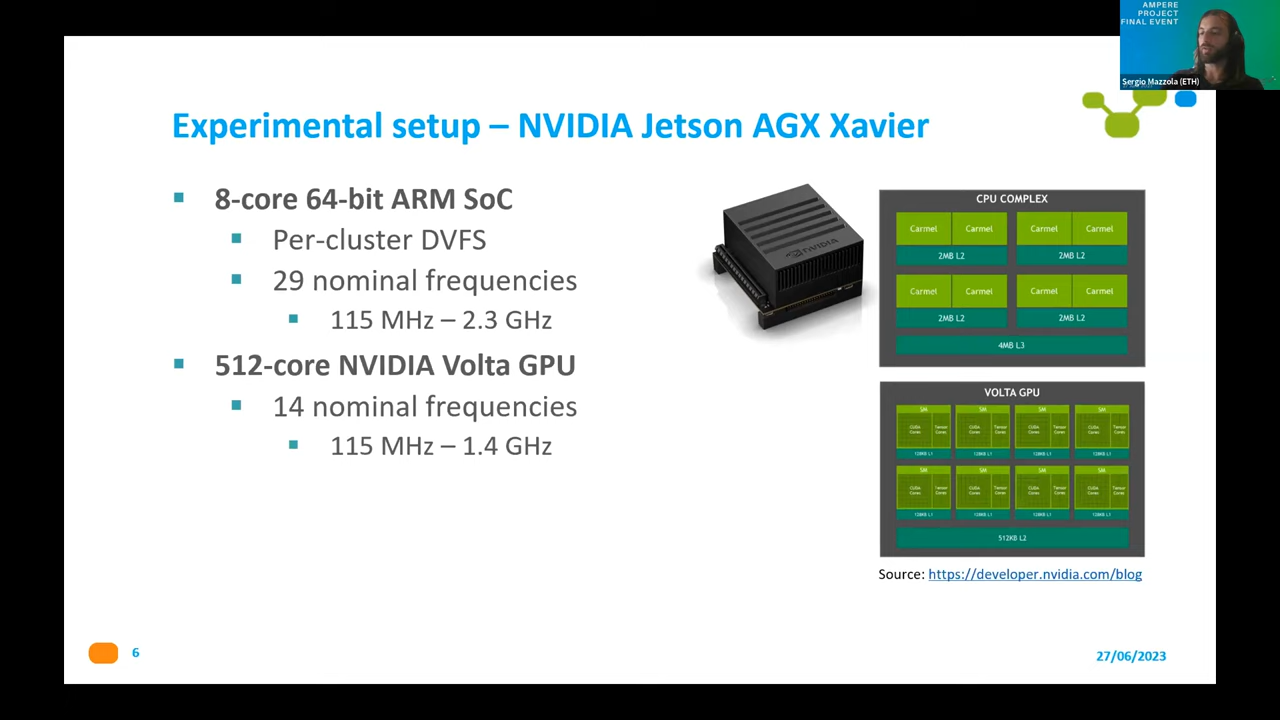 AMPERE
PROJECT
FINAL EVENT
Sergio Mazzola (ETH)
Experimental setup – NVIDIA Jetson AGX Xavier
8-core 64-bit ARM SoC
Per-cluster DVFS
29 nominal frequencies
115 MHz – 2.3 GHz
512-core NVIDIA Volta GPU
14 nominal frequencies
115 MHz – 1.4 GHz
NVIDIA
CPU COMPLEX
Carmel Carmel Carmel Carmel
2MB L2 2MB L2
Carmel Carmel Carmel Carmel
2MB L2 2MB L2
4MB L3
VOLTA GPU
SM SM SM SM
CUDA Tensor CUDA Tensor CUDA Tensor CUDA Tensor
Cores Cores Cores Cores Cores Cores Cores Cores
128KB L1 128KB L1 128KB L1 128KB L1
SM SM SM SM
CUDA Tensor CUDA Tensor CUDA Tensor CUDA Tensor
Cores Cores Cores Cores Cores Cores Cores Cores
128KB L1 128KB L1 128KB L1 128KB L1
512KB L2
Source: https://developer.nvidia.com/blog
6
27/06/2023